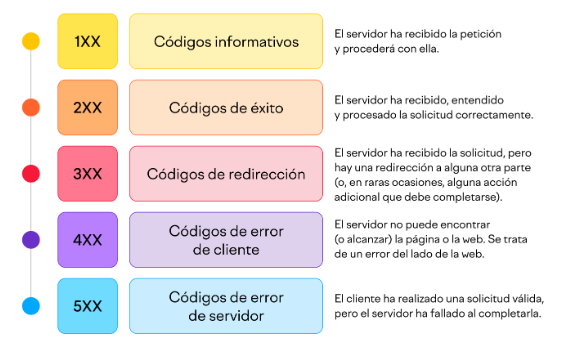 1XX
Códigos informativos
El servidor ha recibido la petición
y procederá con ella.
2XX
Códigos de éxito
El servidor ha recibido, entendido
y procesado la solicitud correctamente.
3XX
Códigos de redirección
El servidor ha recibido la solicitud, pero
hay una redirección a alguna otra parte
(o, en raras ocasiones, alguna acción
adicional que debe completarse).
4XX
Códigos de error
de cliente
El servidor no puede encontrar
(o alcanzar) la página o la web. Se trata
de un error del lado de la web.
5XX
Códigos de error
de servidor
El cliente ha realizado una solicitud válida,
pero el servidor ha fallado al completarla.